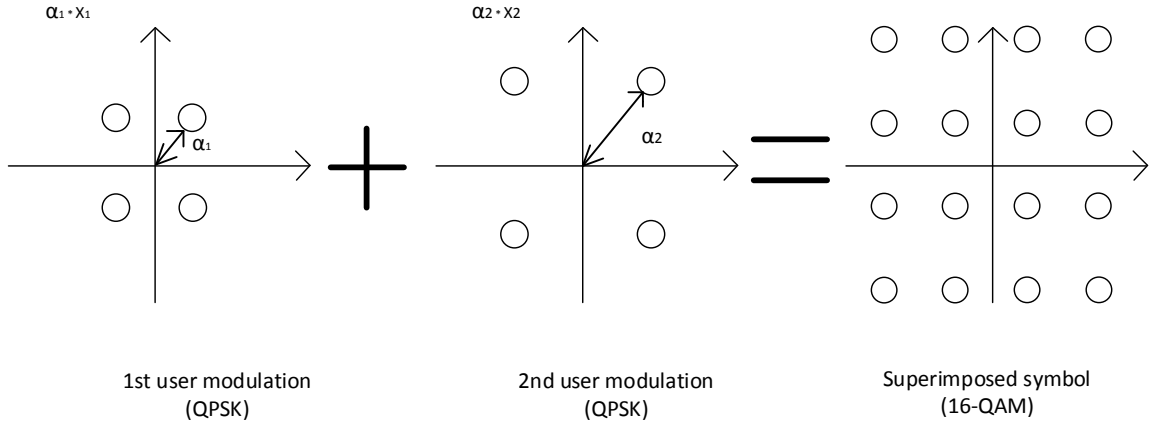 α1 * X1
α2 * X2
α1
α2
1st user modulation
(QPSK)
2nd user modulation
(QPSK)
Superimposed symbol
(16-QAM)